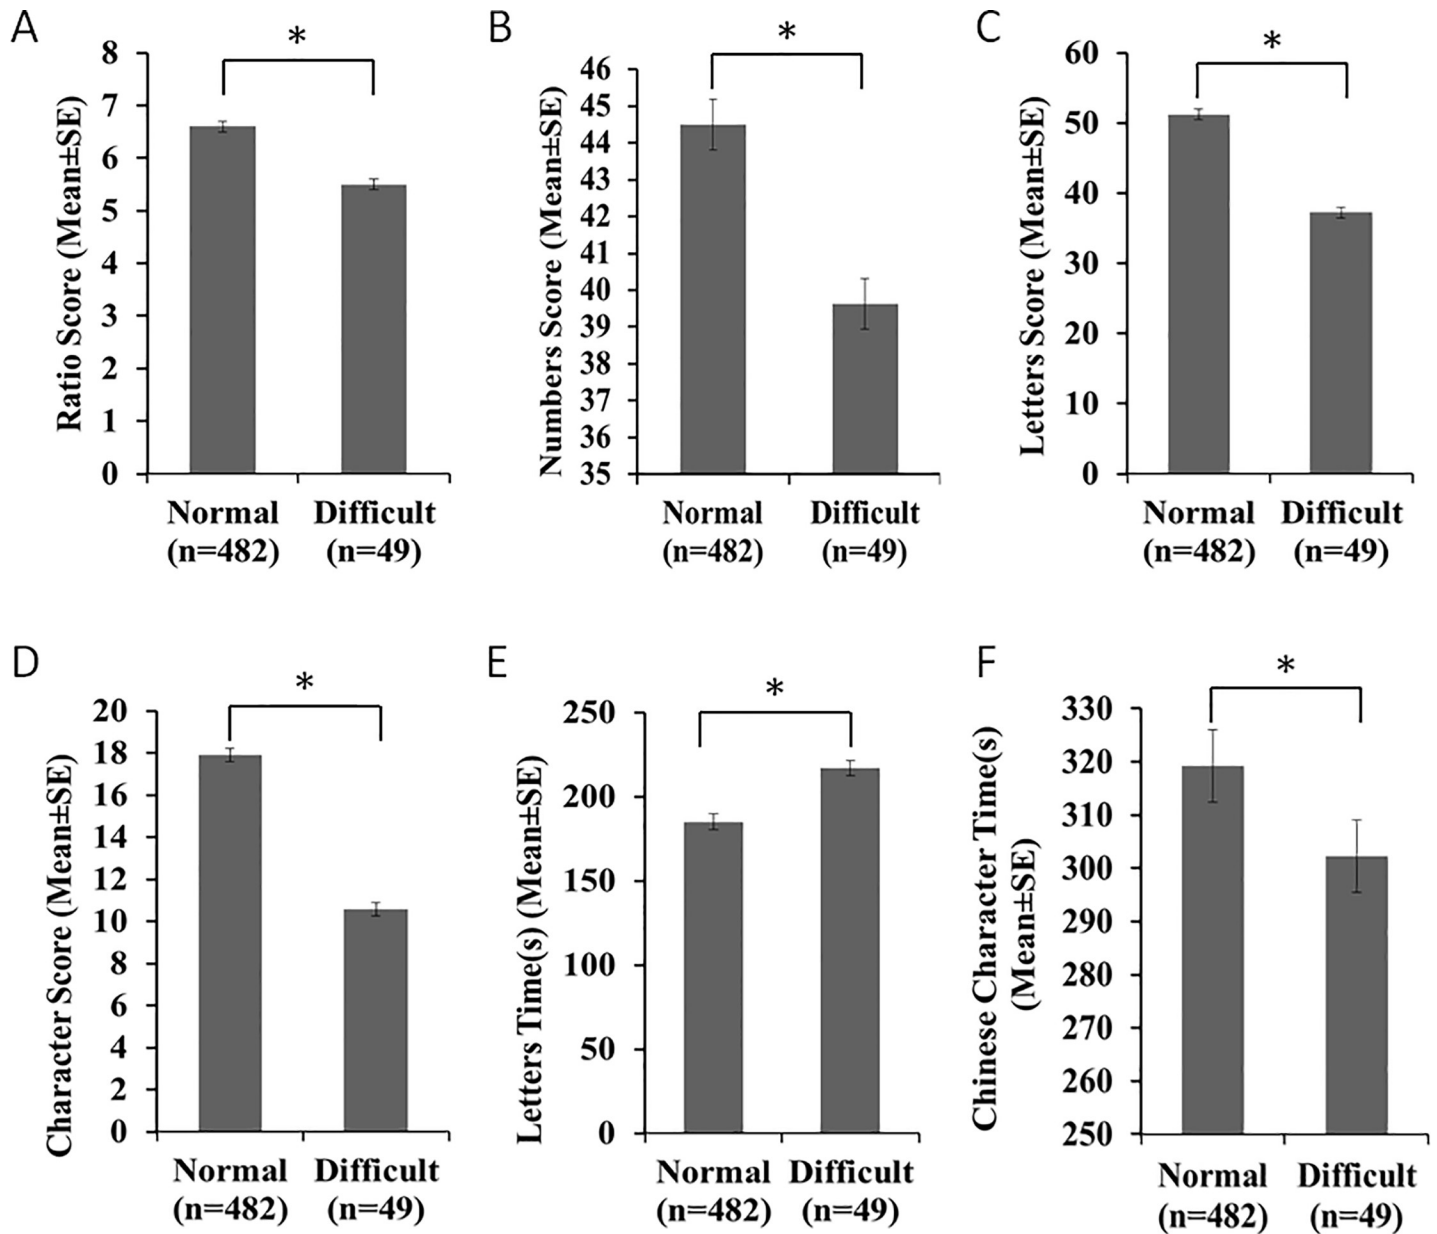 A
*
Ratio Score (Mean±SE)
8
7
6
5
4
3
2
1
0
Normal
(n=482)
Difficult
(n=49)
B
*
Numbers Score (Mean±SE)
46
45
44
43
42
41
40
39
38
37
36
35
Normal
(n=482)
Difficult
(n=49)
C
*
Letters Score (Mean±SE)
60
50
40
30
20
10
0
Normal
(n=482)
Difficult
(n=49)
D
*
Character Score (Mean±SE)
20
18
16
14
12
10
8
6
4
2
0
Normal
(n=482)
Difficult
(n=49)
E
*
Letters Time(s) (Mean±SE)
250
200
150
100
50
0
Normal
(n=482)
Difficult
(n=49)
F
*
Chinese Character Time(s)
(Mean±SE)
330
320
310
300
290
280
270
260
250
Normal
(n=482)
Difficult
(n=49)